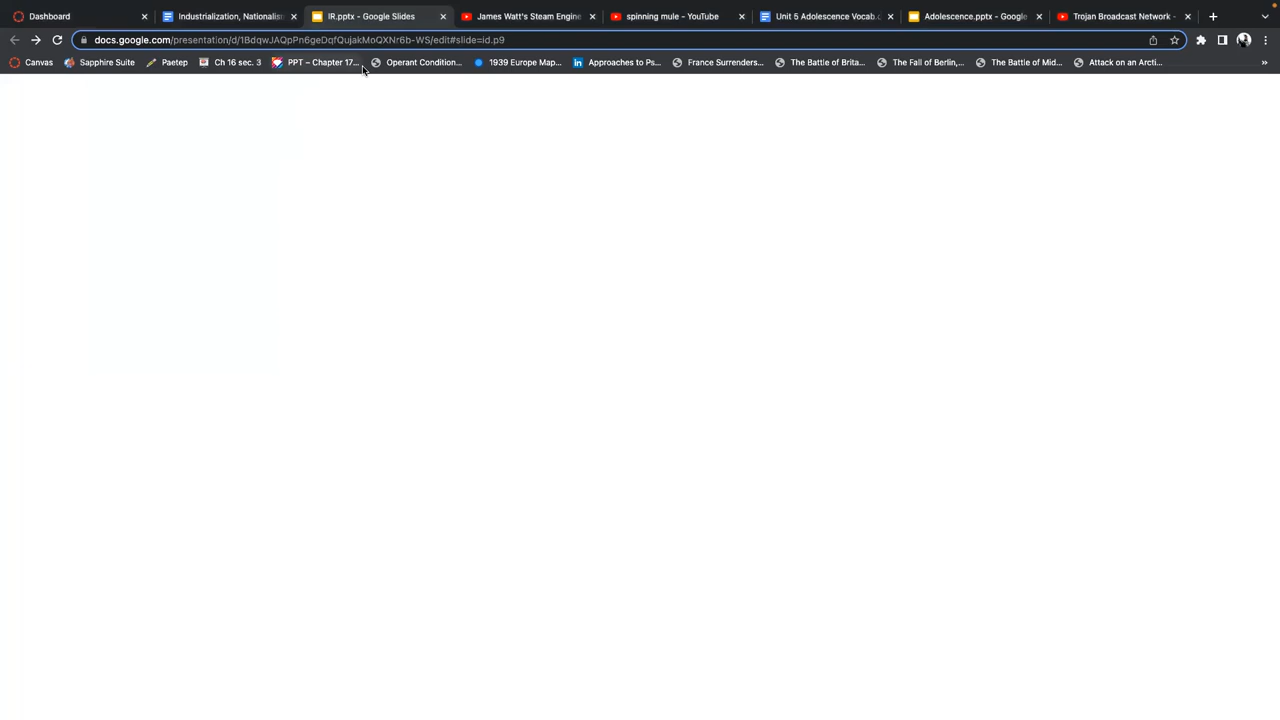 Dashboard Industrialization, Nationalism IR.pptx - Google Slides James Watt's Steam Engine spinning mule - YouTube Unit 5 Adolescence Vocab.c Adolescence.pptx - Google Trojan Broadcast Network -
docs.google.com/presentation/d/1BdqwJAQpPn6geDqfQujakMoQXNr6b-WS/edit#slide=id.p9
Canvas Sapphire Suite Paetep Ch 16 sec. 3 PPT – Chapter 17... Operant Condition... 1939 Europe Map... Approaches to Ps... France Surrenders... The Battle of Brita... The Fall of Berlin,... The Battle of Mid... Attack on an Arcti... »